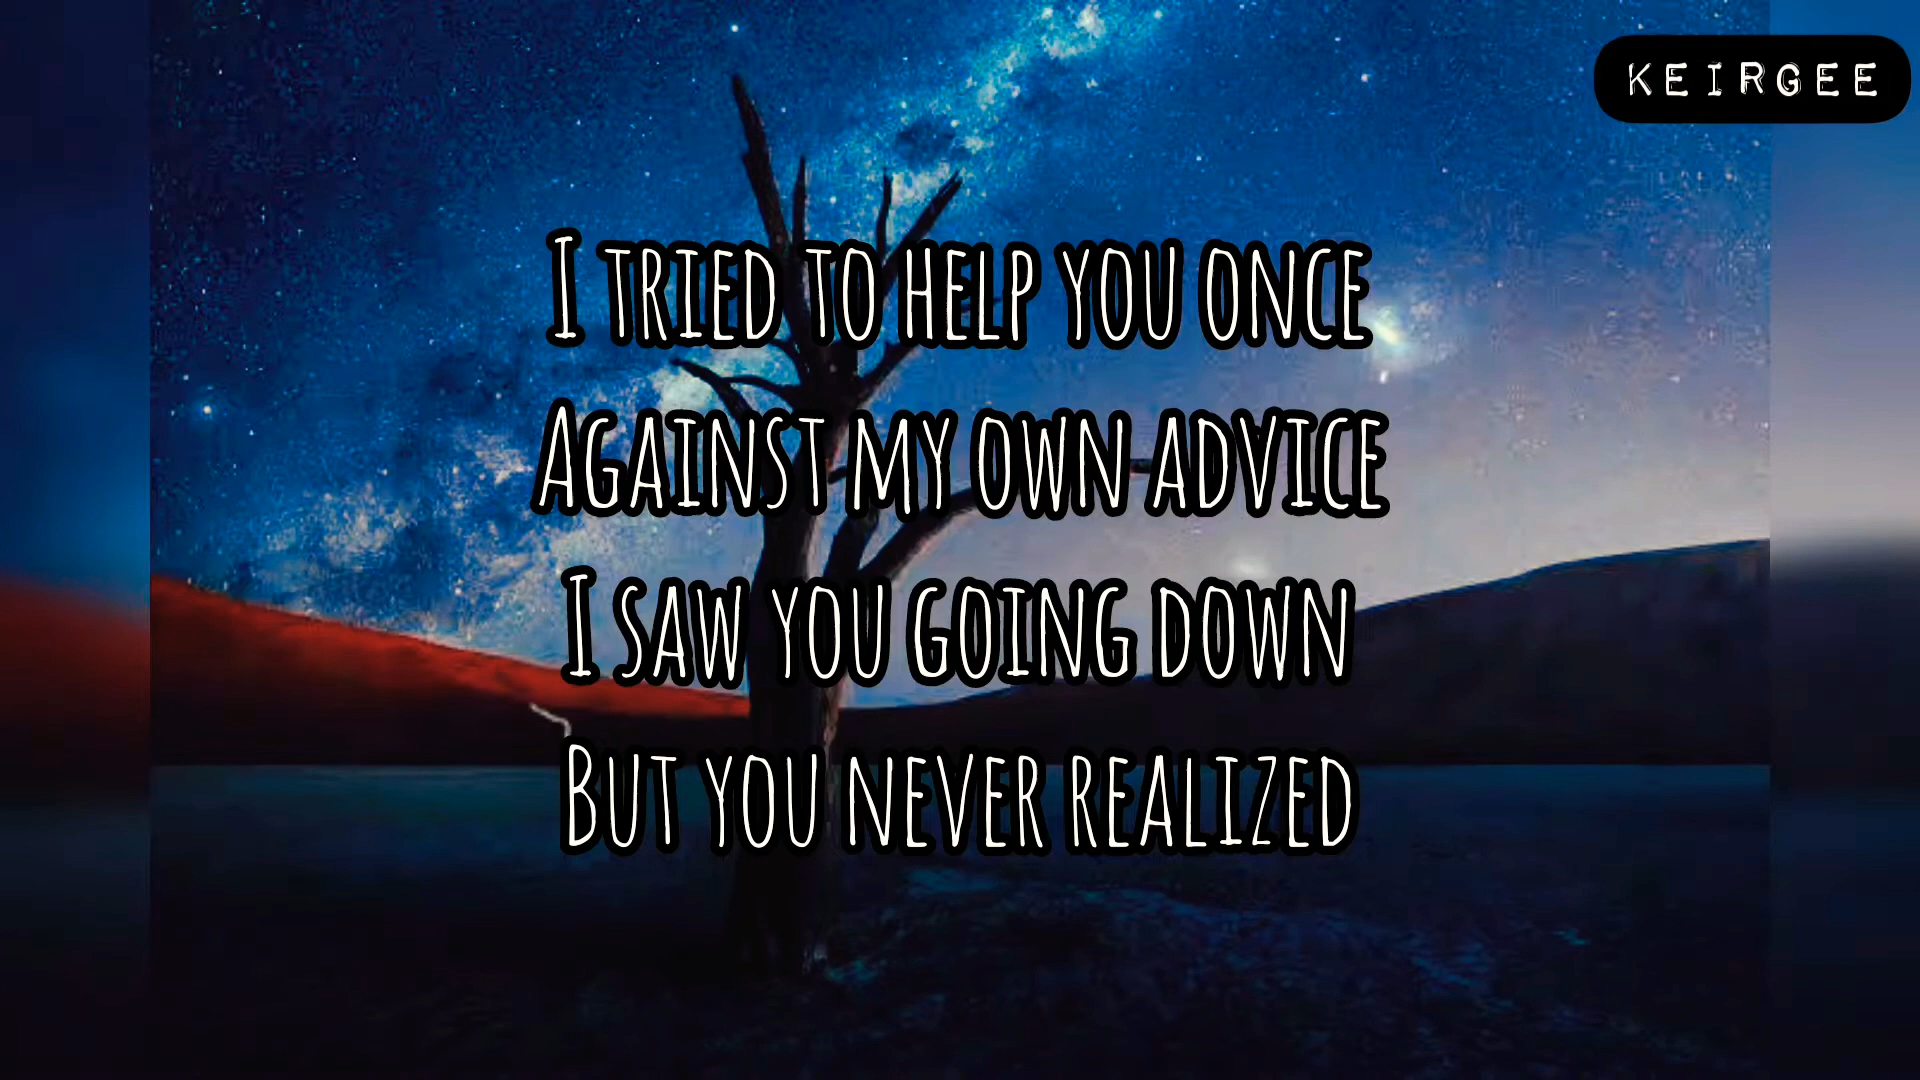 KEIRGEE
I TRIED TO HELP YOU ONCE
AGAINST MY OWN ADVICE
I SAW YOU GOING DOWN
BUT YOU NEVER REALIZED